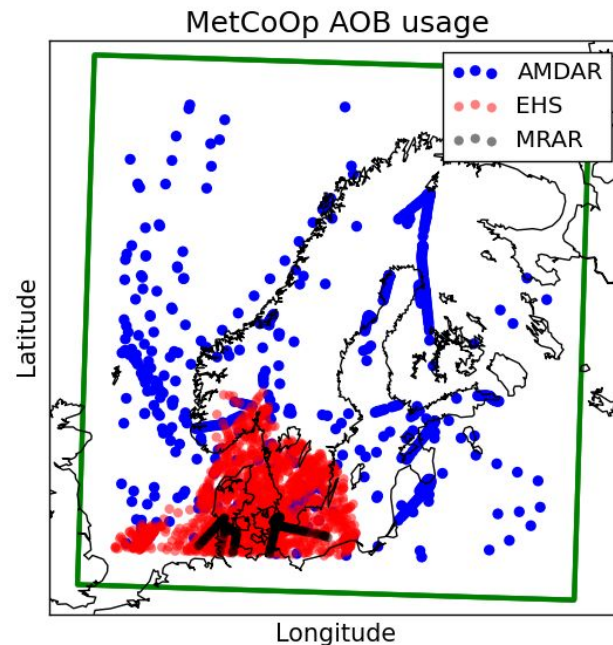 MetCoOp AOB usage
AMDAR
EHS
MRAR
Latitude
Longitude